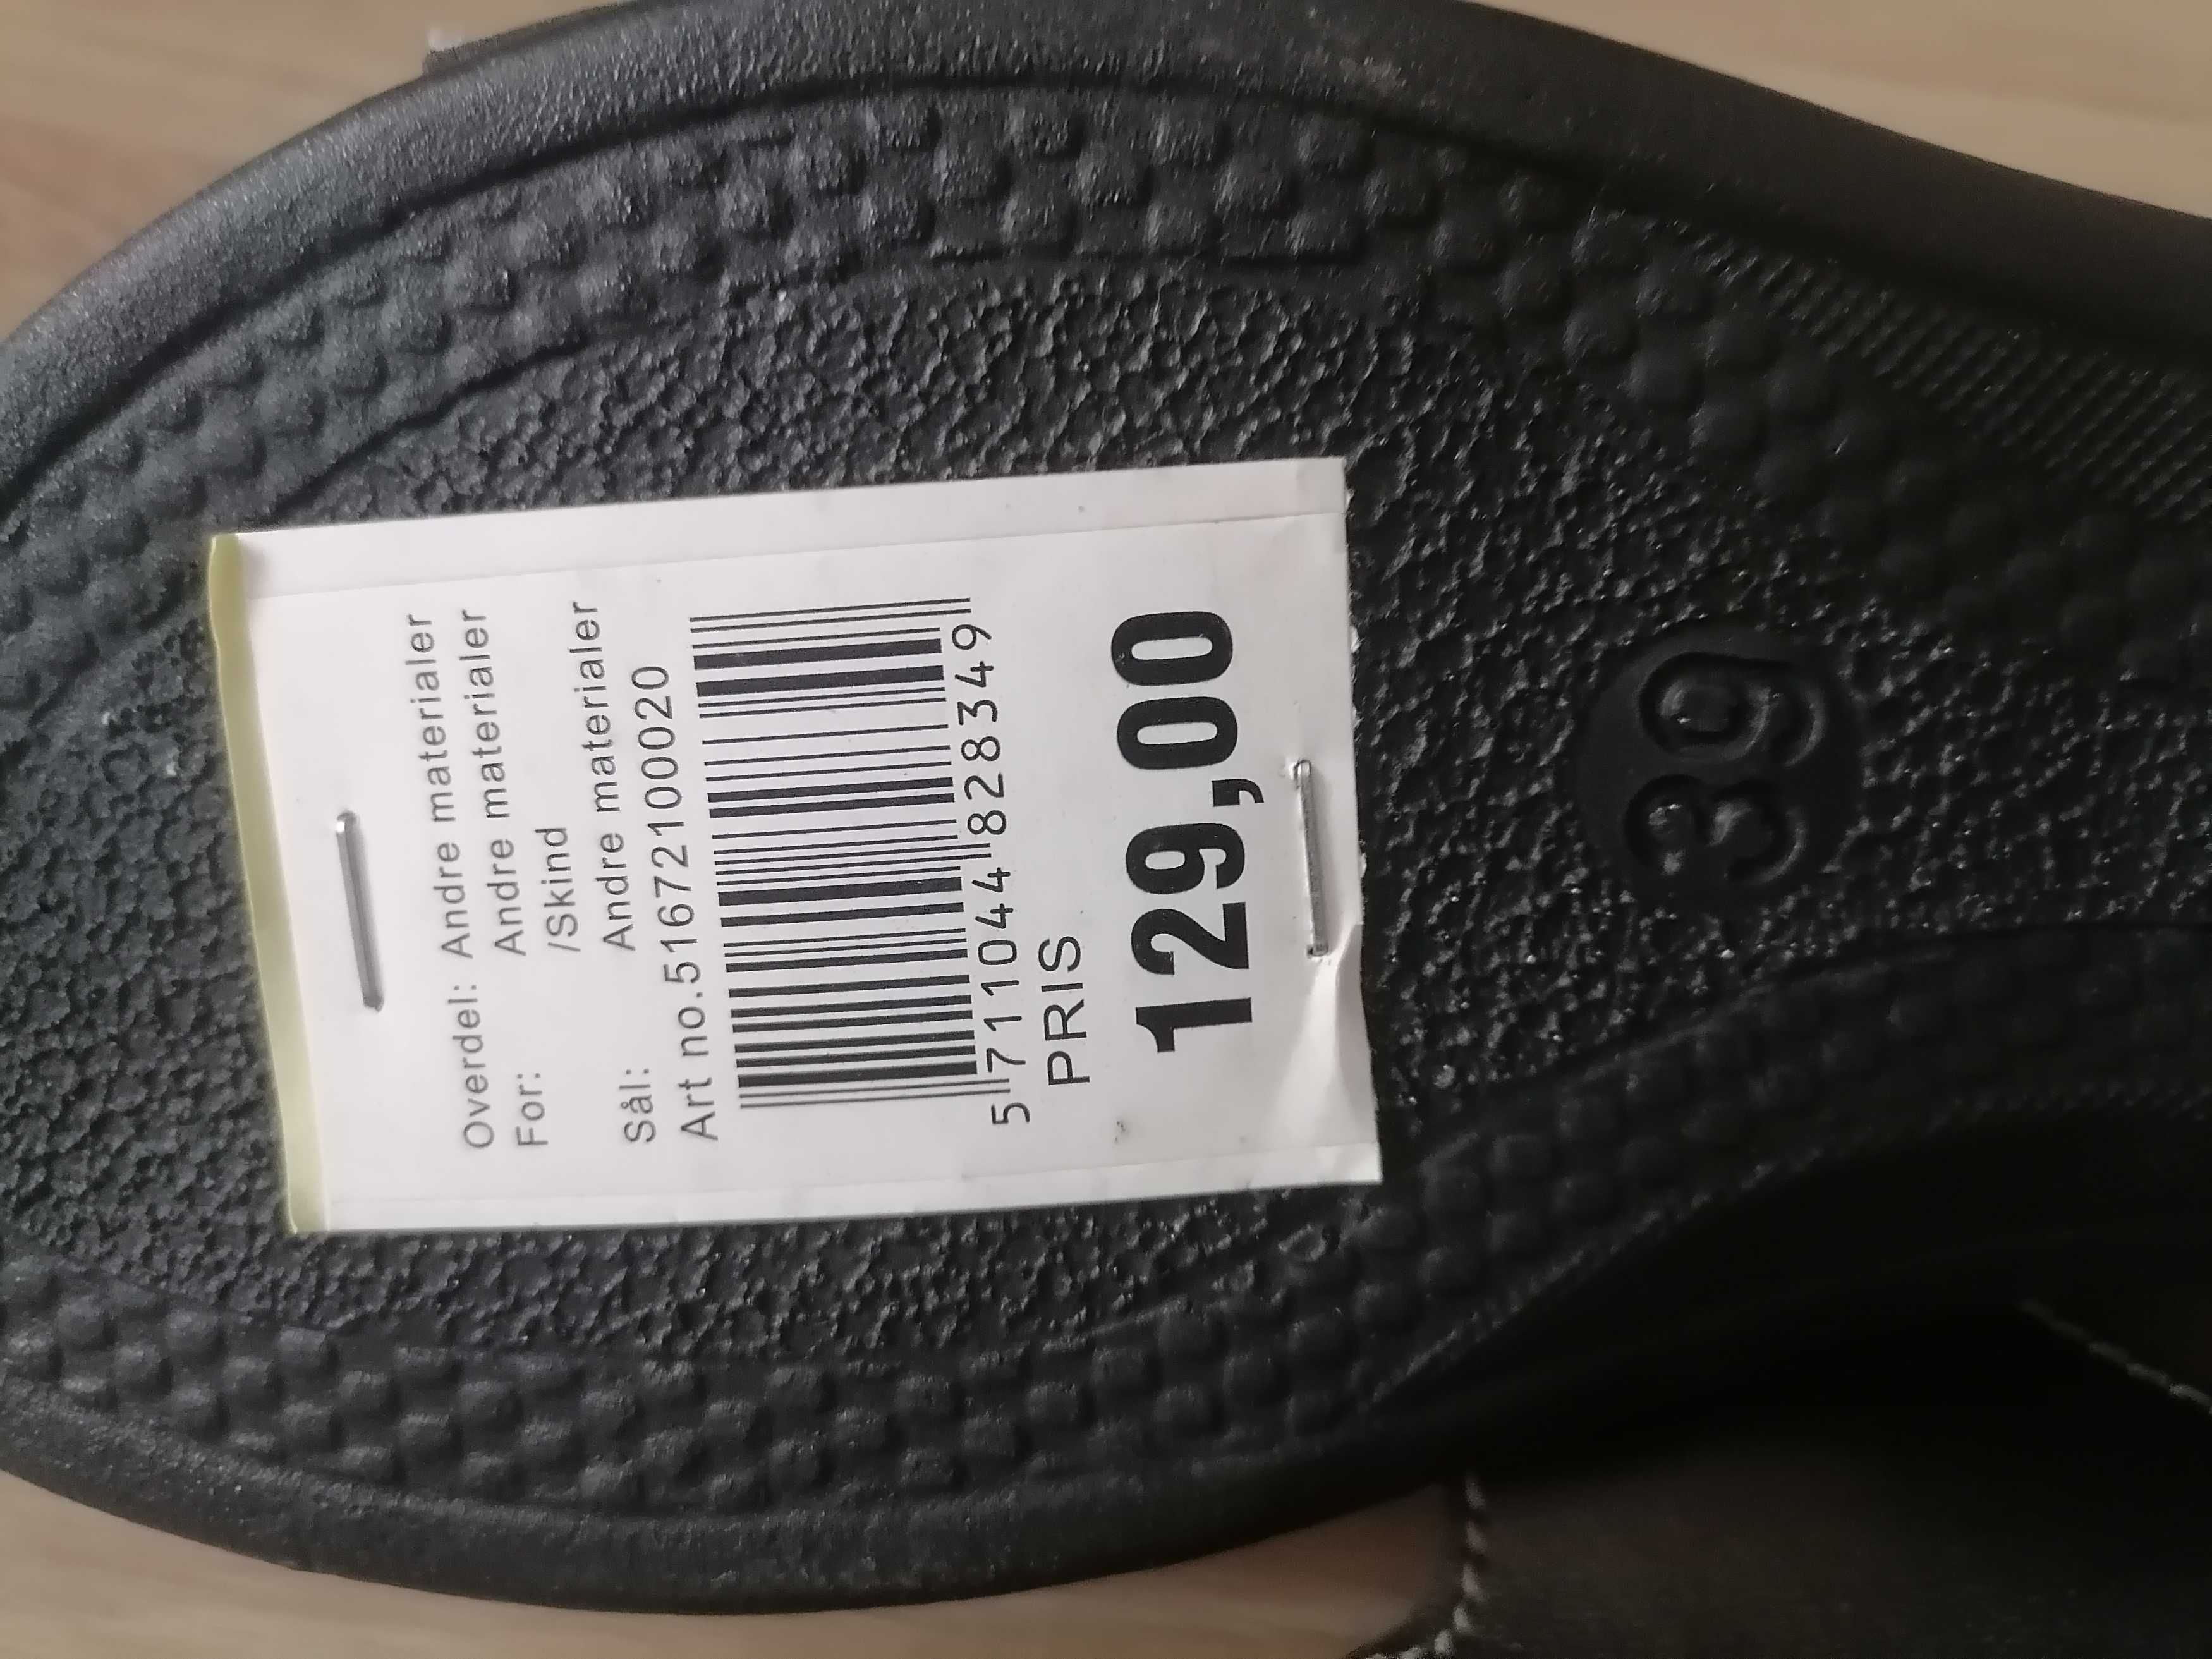 Overdel: Andre materialer
For: Andre materialer
/Skind
Sål: Andre materialer
Art no.51672100020
5 711044 828349
PRIS
129,00
39